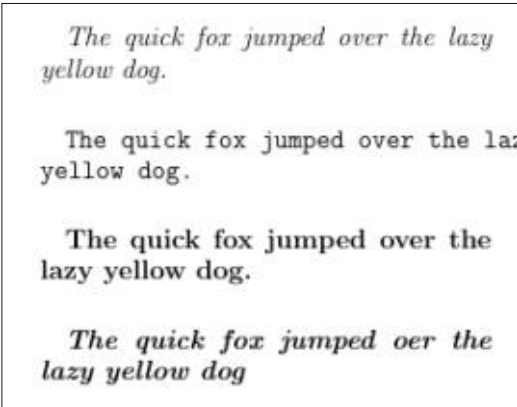 The quick fox jumped over the lazy
yellow dog.
The quick fox jumped over the laz
yellow dog.
The quick fox jumped over the
lazy yellow dog.
The quick fox jumped oer the
lazy yellow dog